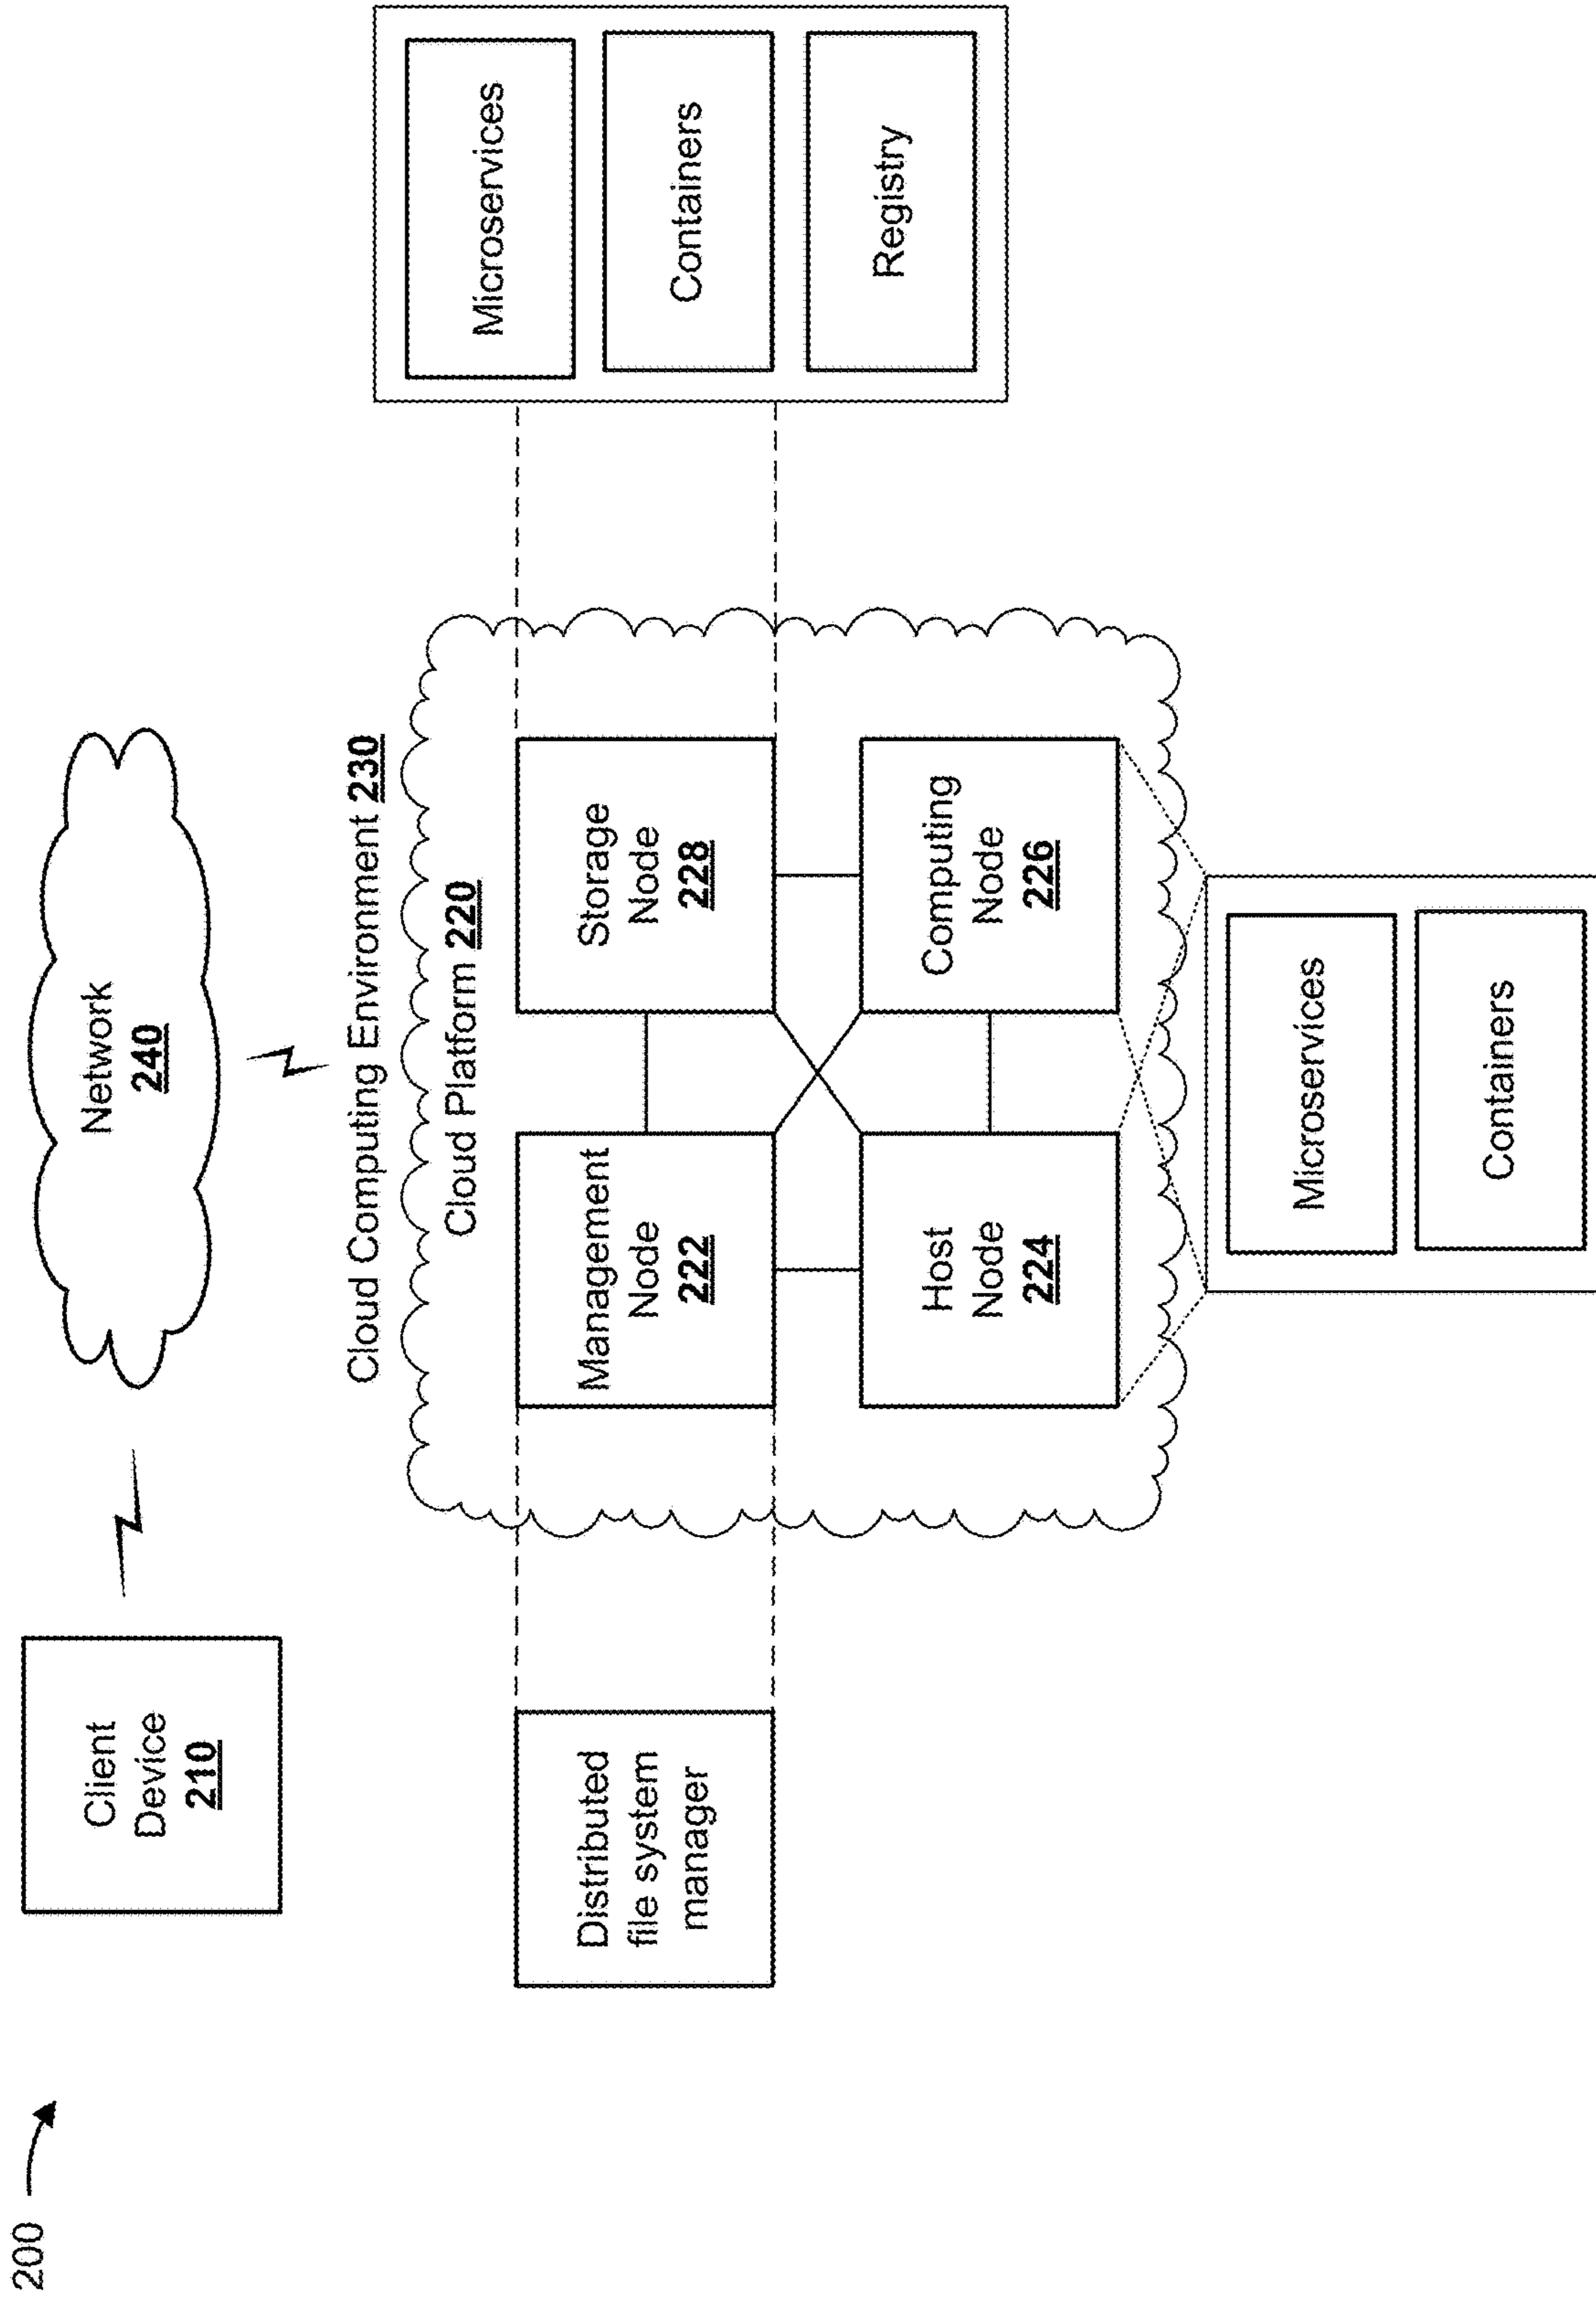 200
Client
Device
210
Network
240
Cloud Computing Environment 230
Cloud Platform 220
Distributed
file system
manager
Management
Node
222
Storage
Node
228
Host
Node
224
Computing
Node
226
Microservices
Containers
Registry
Microservices
Containers